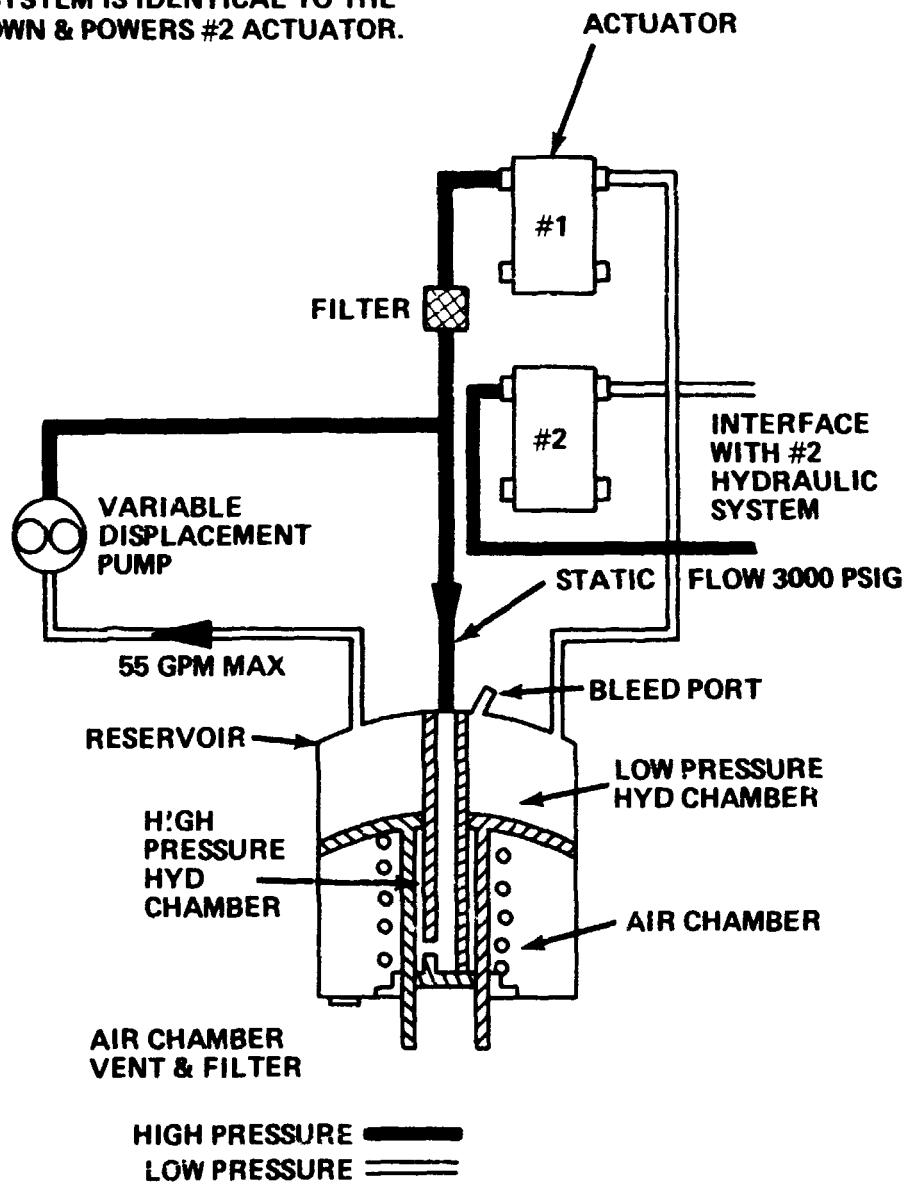 SYSTEM IS IDENTICAL TO THE
OWN & POWERS #2 ACTUATOR.
ACTUATOR
#1
FILTER
#2
INTERFACE
WITH #2
HYDRAULIC
SYSTEM
VARIABLE
DISPLACEMENT
PUMP
STATIC
FLOW 3000 PSIG
55 GPM MAX
BLEED PORT
RESERVOIR
LOW PRESSURE
HYD CHAMBER
HIGH
PRESSURE
HYD
CHAMBER
AIR CHAMBER
AIR CHAMBER
VENT & FILTER
HIGH PRESSURE
LOW PRESSURE